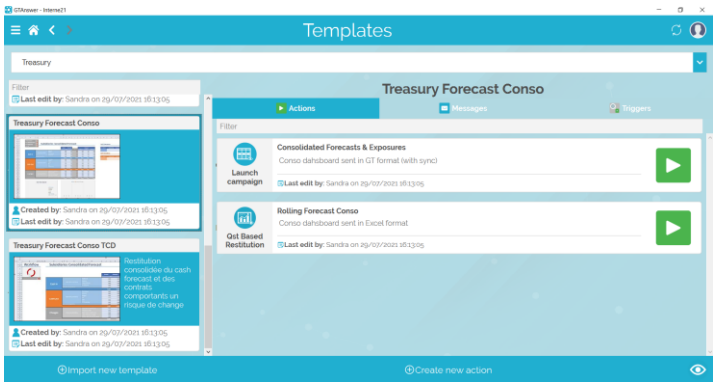 GTAnswer - Interne21
Templates
Treasury
Filter
Last edit by: Sandra on 29/07/2021 16:13:05
Treasury Forecast Conso
Created by: Sandra on 29/07/2021 16:13:05
Last edit by: Sandra on 29/07/2021 16:13:05
Treasury Forecast Conso TCD
Restitution
consolidée du cash
forecast et des
contrats
comportants un
risque de change
Created by: Sandra on 29/07/2021 16:13:05
Last edit by: Sandra on 29/07/2021 16:13:05
Import new template
Treasury Forecast Conso
Actions
Messages
Triggers
Filter
Launch
campaign
Consolidated Forecasts & Exposures
Conso dahsboard sent in GT format (with sync)
Last edit by: Sandra on 29/07/2021 16:13:05
Qst Based
Restitution
Rolling Forecast Conso
Conso dahsboard sent in Excel format
Last edit by: Sandra on 29/07/2021 16:13:05
Create new action